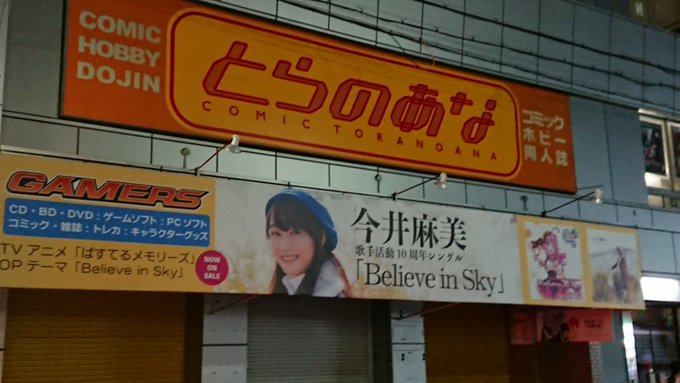 COMIC
HOBBY
DOJIN
とらのあな
COMIC TORANOANA
コミック
ホビー
同人誌
GAMERS
CD・BD・DVD：ゲームソフト：PCソフト
コミック・雑誌：トレカ：キャラクターグッズ
TVアニメ「ぱすてるメモリーズ」
OPテーマ「Believe in Sky」
NOW
ON
SALE
今井麻美
歌手活動10周年シングル
「Believe in Sky」